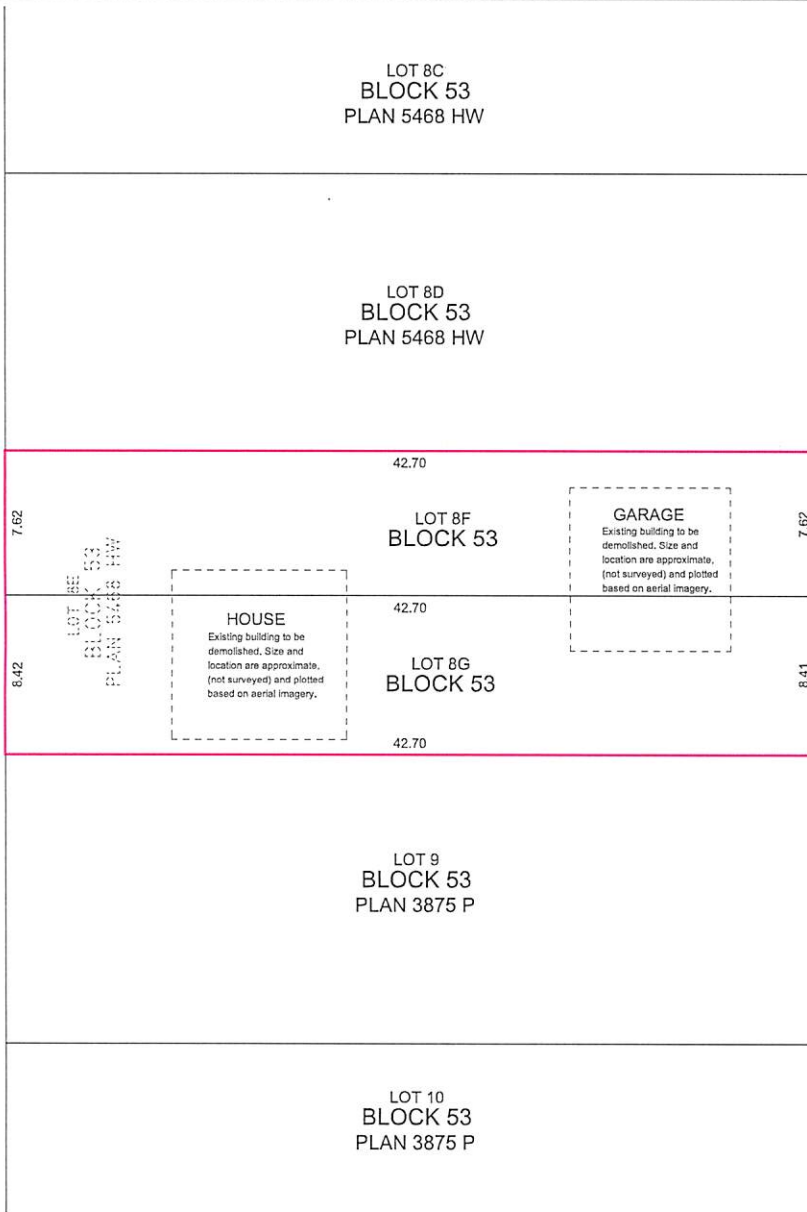 LOT 8C
BLOCK 53
PLAN 5468 HW
LOT 8D
BLOCK 53
PLAN 5468 HW
42.70
7.62
LOT 8F
BLOCK 53
GARAGE
Existing building to be
demolished. Size and
location are approximate,
(not surveyed) and plotted
based on aerial imagery.
7.62
LOT 8E
BLOCK 53
PLAN 5468 HW
42.70
8.42
HOUSE
Existing building to be
demolished. Size and
location are approximate,
(not surveyed) and plotted
based on aerial imagery.
LOT 8G
BLOCK 53
8.41
42.70
LOT 9
BLOCK 53
PLAN 3875 P
LOT 10
BLOCK 53
PLAN 3875 P